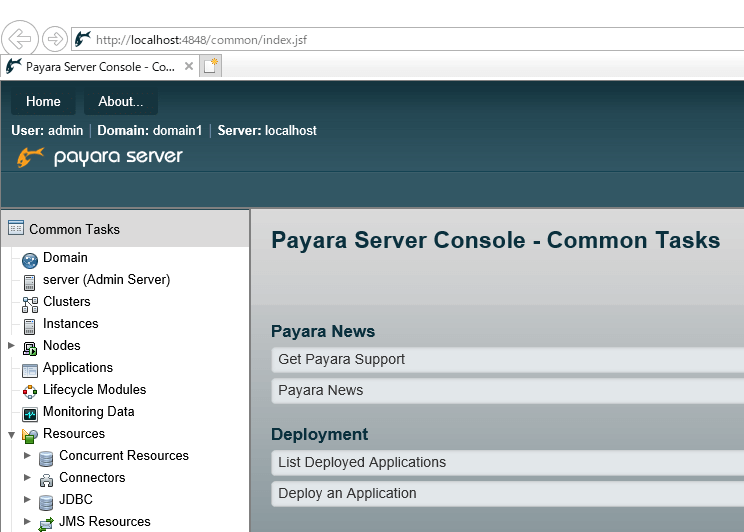 http://localhost:4848/common/index.jsf
Payara Server Console - Co...
Home About...
User: admin Domain: domain1 Server: localhost
payara server
Common Tasks
Domain
server (Admin Server)
Clusters
Instances
Nodes
Applications
Lifecycle Modules
Monitoring Data
Resources
Concurrent Resources
Connectors
JDBC
JMS Resources
Payara Server Console - Common Tasks
Payara News
Get Payara Support
Payara News
Deployment
List Deployed Applications
Deploy an Application